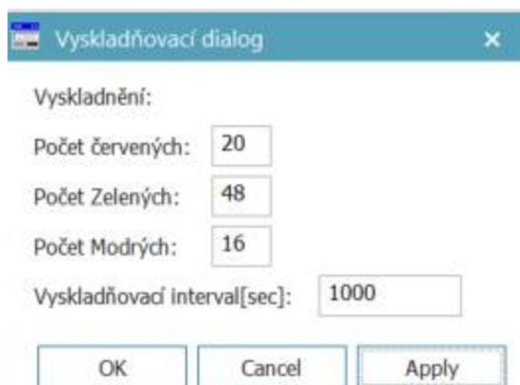 Vyskladňovací dialog
Vyskladnění:
Počet červených: 20
Počet Zelených: 48
Počet Modrých: 16
Vyskladňovací interval[sec]: 1000
OK Cancel Apply